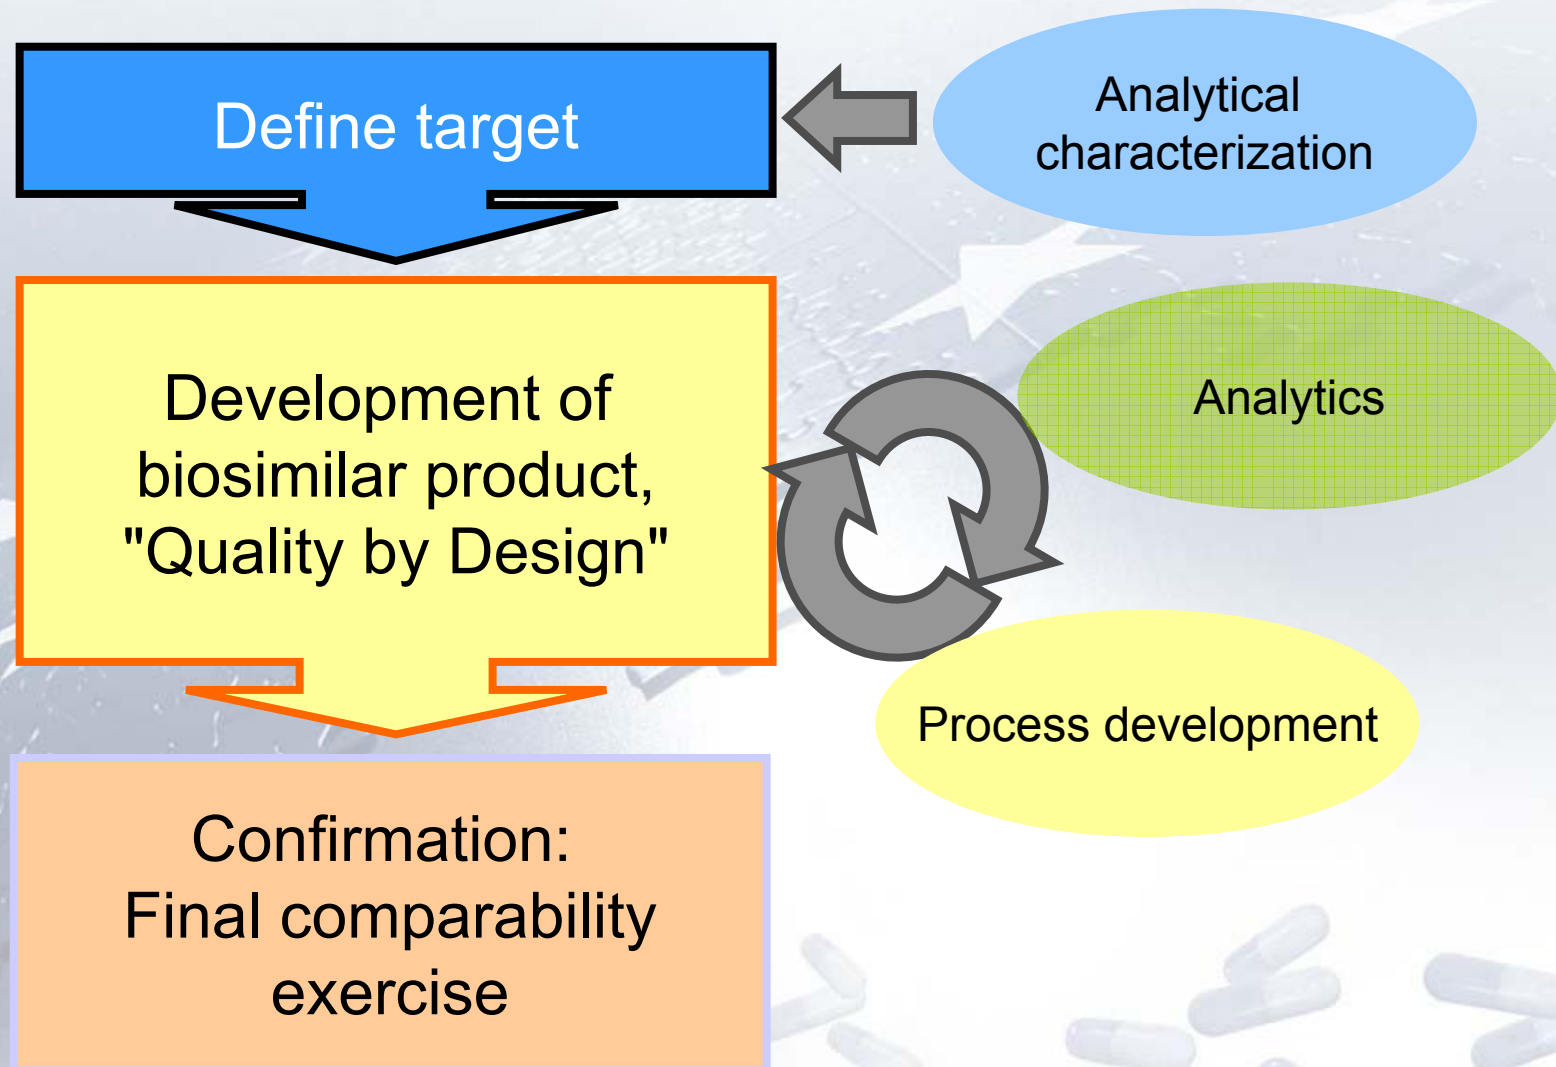 Define target
Analytical
characterization
Development of
biosimilar product,
"Quality by Design"
Analytics
Process development
Confirmation:
Final comparability
exercise